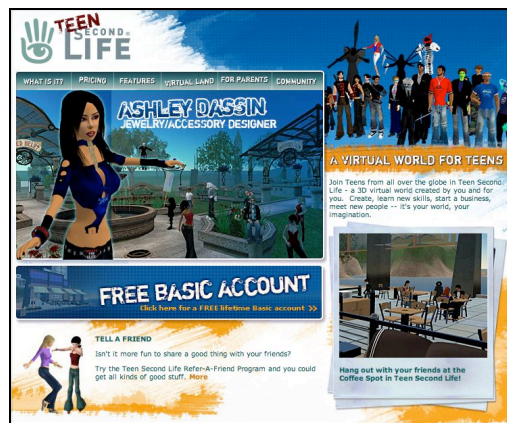 TEEN
SECOND
LIFE
WHAT IS IT?
PRICING
FEATURES
VIRTUAL LAND
FOR PARENTS
COMMUNITY
ASHLEY DASSIN
JEWELRY/ACCESSORY DESIGNER
A VIRTUAL WORLD FOR TEENS
Join Teens from all over the globe in Teen Second
Life - a 3D virtual world created by you and for
you. Create, learn new skills, start a business,
meet new people -- it's your world, your
imagination.
FREE BASIC ACCOUNT
Click here for a FREE lifetime Basic account >>
TELL A FRIEND
Isn't it more fun to share a good thing with your friends?
Try the Teen Second Life Refer-A-Friend Program and you could
get all kinds of good stuff. More
Hang out with your friends at the
Coffee Spot in Teen Second Life!